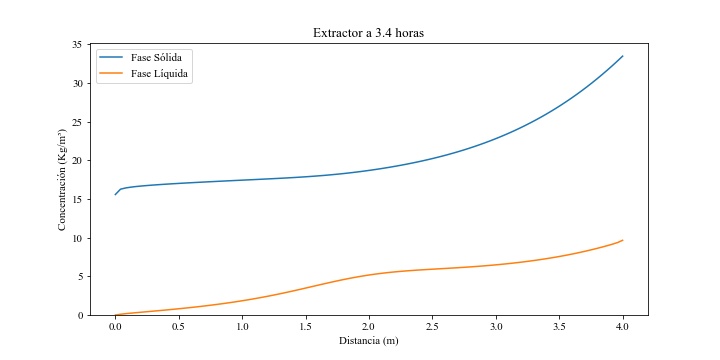 Extractor a 3.4 horas
Fase Sólida
Fase Líquida
Concentración (Kg/m³)
35
30
25
20
15
10
5
0
0.0 0.5 1.0 1.5 2.0 2.5 3.0 3.5 4.0
Distancia (m)